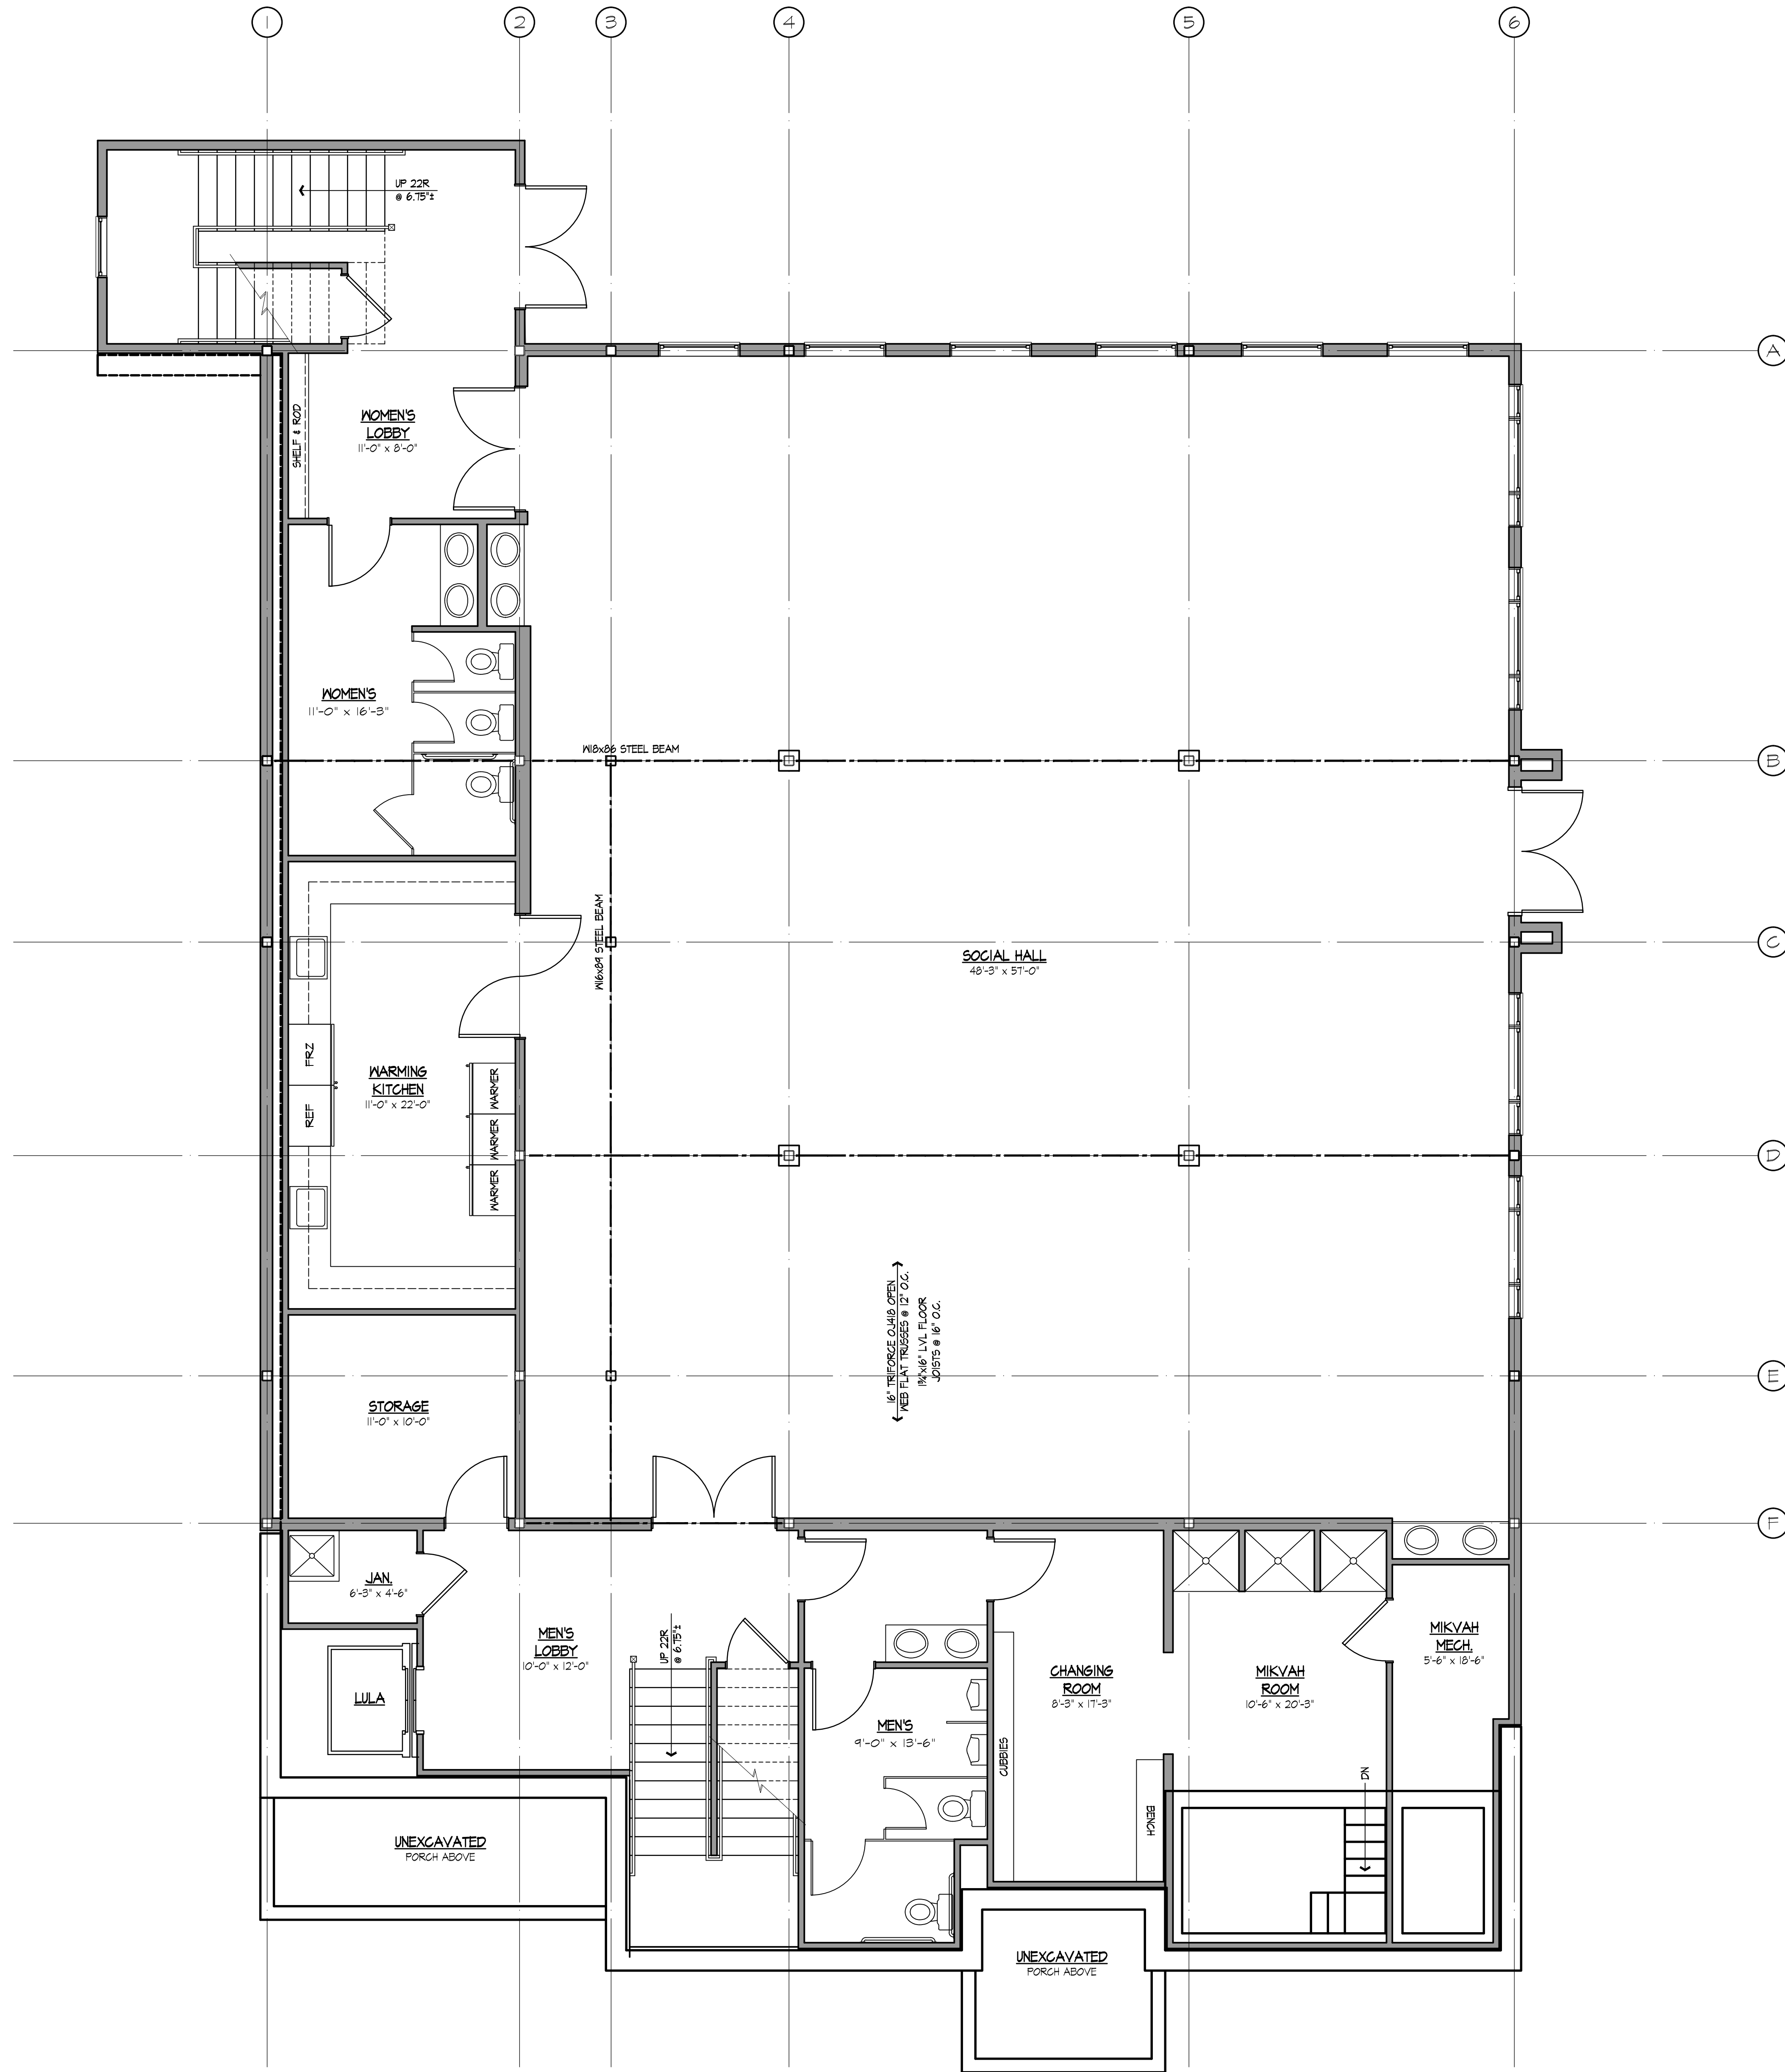 1 2 3 4 5 6
UP 22R
@ 6.75"±
A
WOMEN'S
LOBBY
11'-0" x 8'-0"
SHELF & ROD
WOMEN'S
11'-0" x 16'-3"
W18x86 STEEL BEAM
B
W16x89 STEEL BEAM
C
SOCIAL HALL
48'-3" x 57'-0"
FRZ
REF
WARMING
KITCHEN
11'-0" x 22'-0"
WARMER
WARMER
WARMER
D
16" TRIFORCE OJ418 OPEN
WEB FLAT TRUSSES @ 12" O.C.
1¾"x16" LVL FLOOR
JOISTS @ 16" O.C.
E
STORAGE
11'-0" x 10'-0"
F
JAN.
6'-3" x 4'-6"
MEN'S
LOBBY
10'-0" x 12'-0"
UP 22R
@ 6.75"±
LULA
MEN'S
9'-0" x 13'-6"
CHANGING
ROOM
8'-3" x 17'-3"
CUBBIES
BENCH
MIKVAH
ROOM
10'-6" x 20'-3"
MIKVAH
MECH.
5'-6" x 18'-6"
DN
UNEXCAVATED
PORCH ABOVE
UNEXCAVATED
PORCH ABOVE